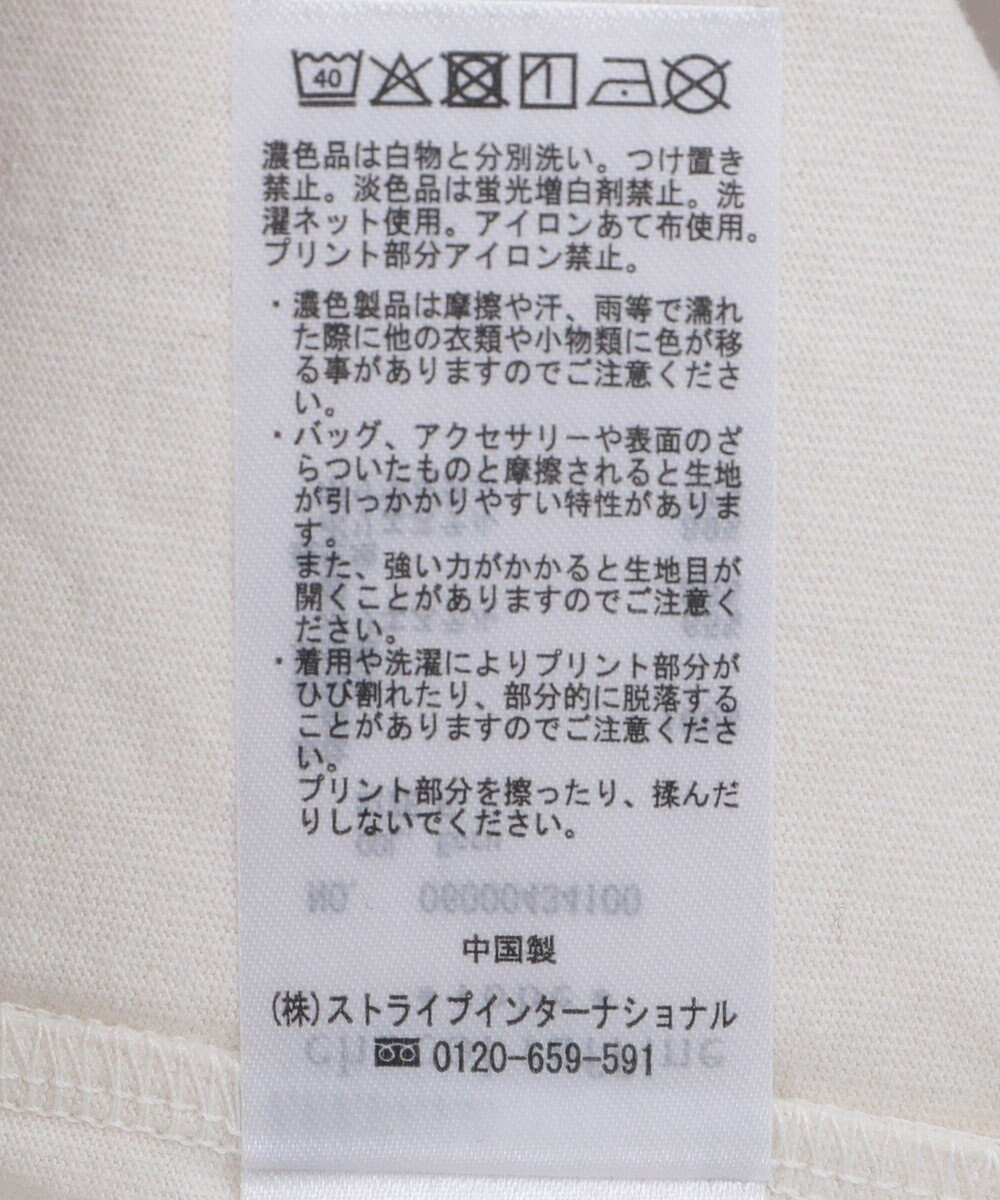 40
濃色品は白物と分別洗い。つけ置き
禁止。淡色品は蛍光増白剤禁止。洗
濯ネット使用。アイロンあて布使用。
プリント部分アイロン禁止。
・濃色製品は摩擦や汗、雨等で濡れ
た際に他の衣類や小物類に色が移
る事がありますのでご注意くださ
い。
・バッグ、アクセサリーや表面のざ
らついたものと摩擦されると生地
が引っかかりやすい特性がありま
す。
また、強い力がかかると生地目が
開くことがありますのでご注意く
ださい。
・着用や洗濯によりプリント部分が
ひび割れたり、部分的に脱落する
ことがありますのでご注意くださ
い。
プリント部分を擦ったり、揉んだ
りしないでください。
NO. 06000434100
中国製
(株)ストライプインターナショナル
0120-659-591